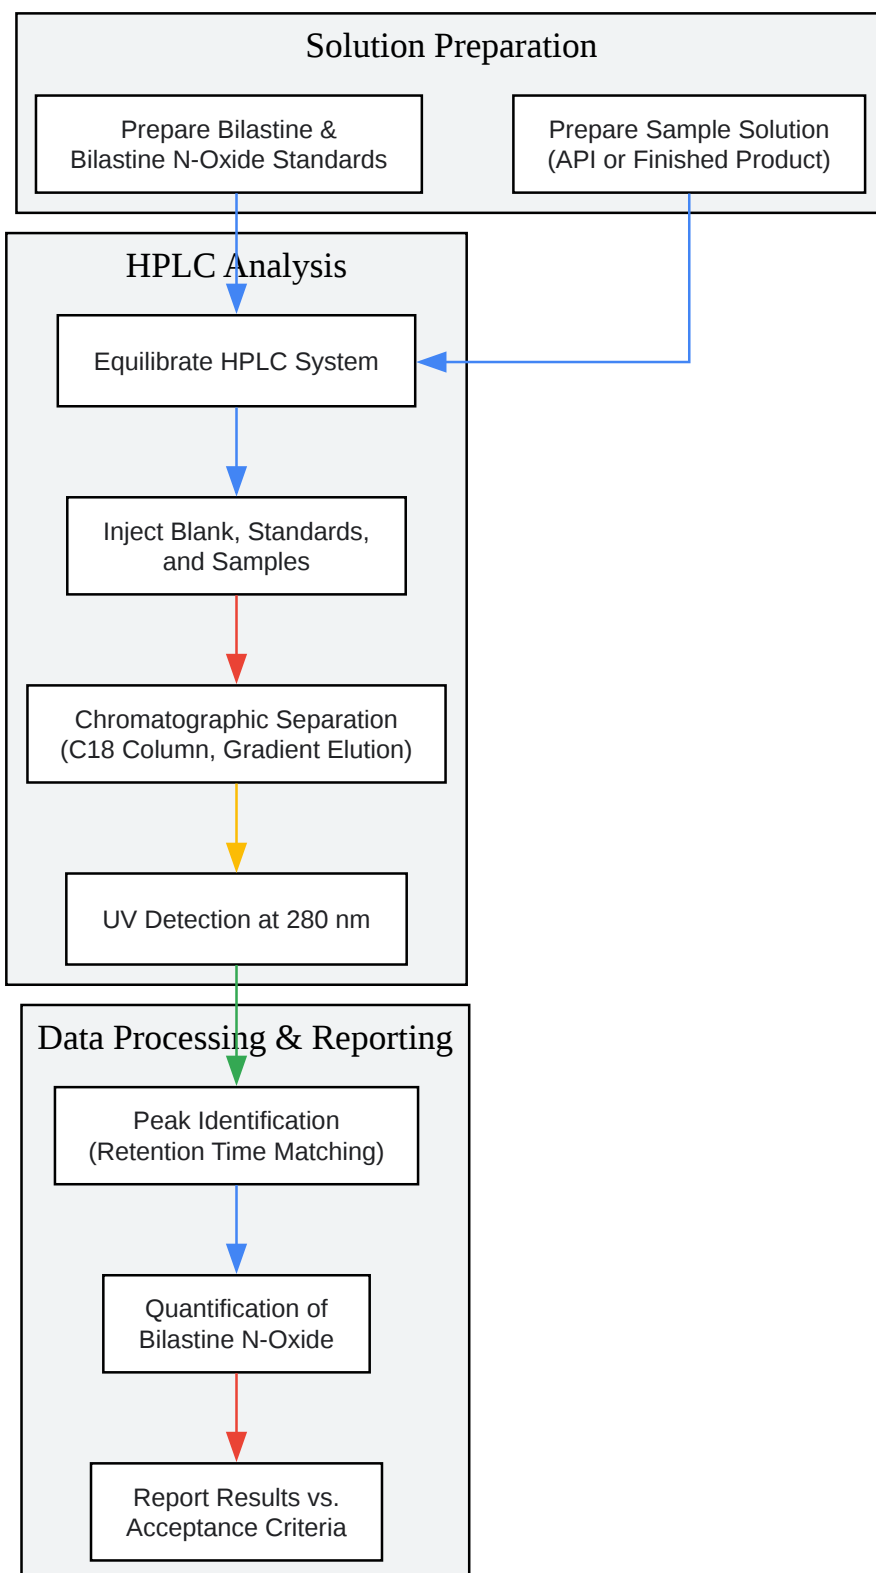 Solution Preparation
Prepare Bilastine &
Bilastine N-Oxide Standards
Prepare Sample Solution
(API or Finished Product)
HPLC Analysis
Equilibrate HPLC System
Inject Blank, Standards,
and Samples
Chromatographic Separation
(C18 Column, Gradient Elution)
UV Detection at 280 nm
Data Processing & Reporting
Peak Identification
(Retention Time Matching)
Quantification of
Bilastine N-Oxide
Report Results vs.
Acceptance Criteria